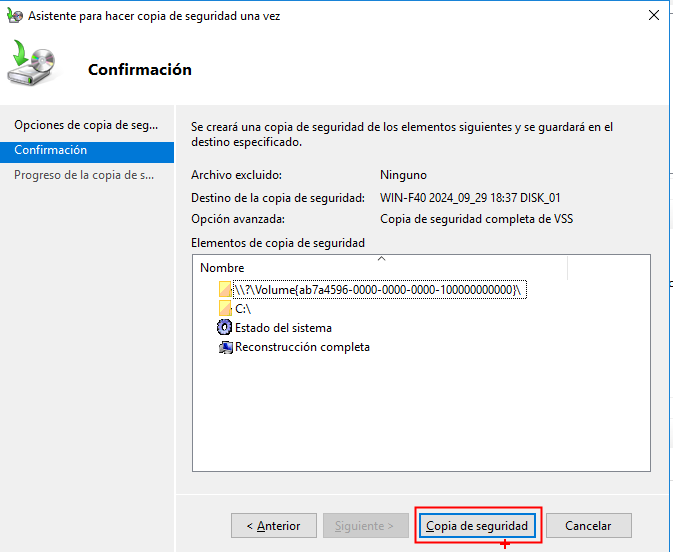 Asistente para hacer copia de seguridad una vez
Confirmación
Opciones de copia de seg...
Confirmación
Progreso de la copia de s...
Se creará una copia de seguridad de los elementos siguientes y se guardará en el
destino especificado.
Archivo excluido: Ninguno
Destino de la copia de seguridad: WIN-F40 2024_09_29 18:37 DISK_01
Opción avanzada: Copia de seguridad completa de VSS
Elementos de copia de seguridad
Nombre
\\?\Volume{ab7a4596-0000-0000-0000-100000000000}\
C:\
Estado del sistema
Reconstrucción completa
< Anterior Siguiente > Copia de seguridad Cancelar